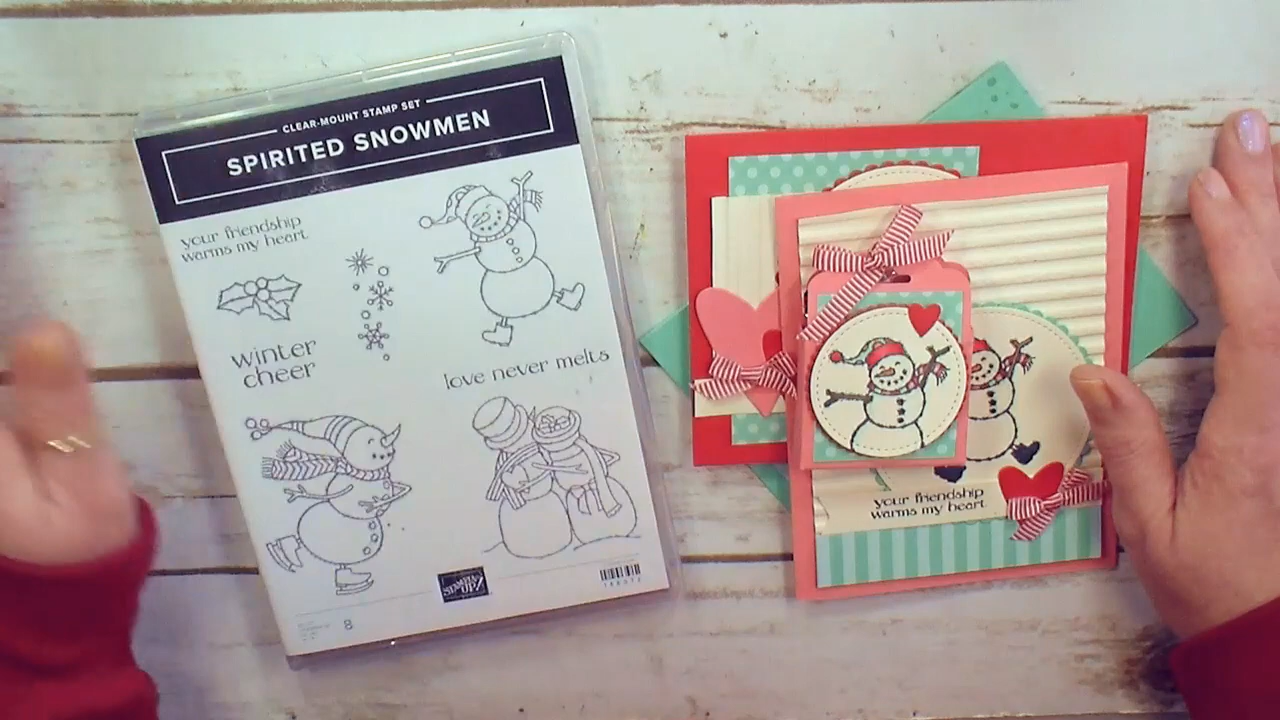 CLEAR-MOUNT STAMP SET
SPIRITED SNOWMEN
your friendship
warms my heart
winter
cheer
love never melts
STAMPIN'
UP!
8
your friendship
warms my heart